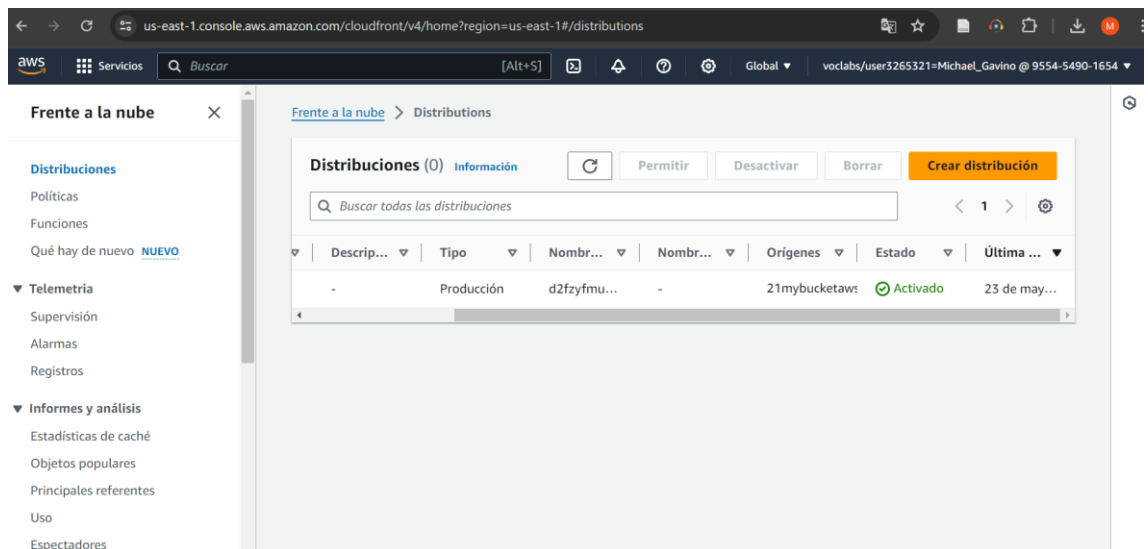 us-east-1.console.aws.amazon.com/cloudfront/v4/home?region=us-east-1#/distributions
M
aws
Servicios
Buscar
[Alt+S]
Global
voclabs/user3265321=Michael_Gavino @ 9554-5490-1654
Frente a la nube
Distribuciones
Políticas
Funciones
Qué hay de nuevo NUEVO
Telemetria
Supervisión
Alarmas
Registros
Informes y análisis
Estadísticas de caché
Objetos populares
Principales referentes
Uso
Espectadores
Frente a la nube > Distributions
Distribuciones (0) Información
Permitir
Desactivar
Borrar
Crear distribución
Buscar todas las distribuciones
1
Descrip... Tipo Nombr... Nombr... Orígenes Estado Última ...
- Producción d2fzyfmu... - 21mybucketaws Activado 23 de may...